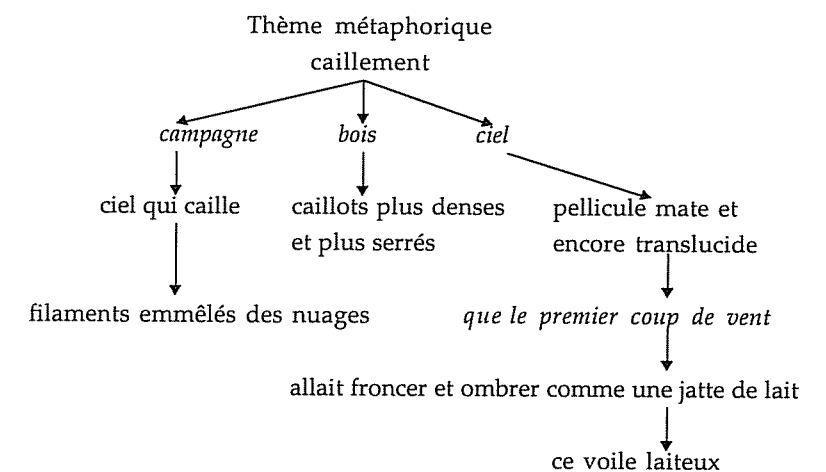 Thème métaphorique
caillement
campagne bois ciel
ciel qui caille caillots plus denses pellicule mate et
et plus serrés encore translucide
filaments emmêlés des nuages que le premier coup de vent
allait froncer et ombrer comme une jatte de lait
ce voile laiteux